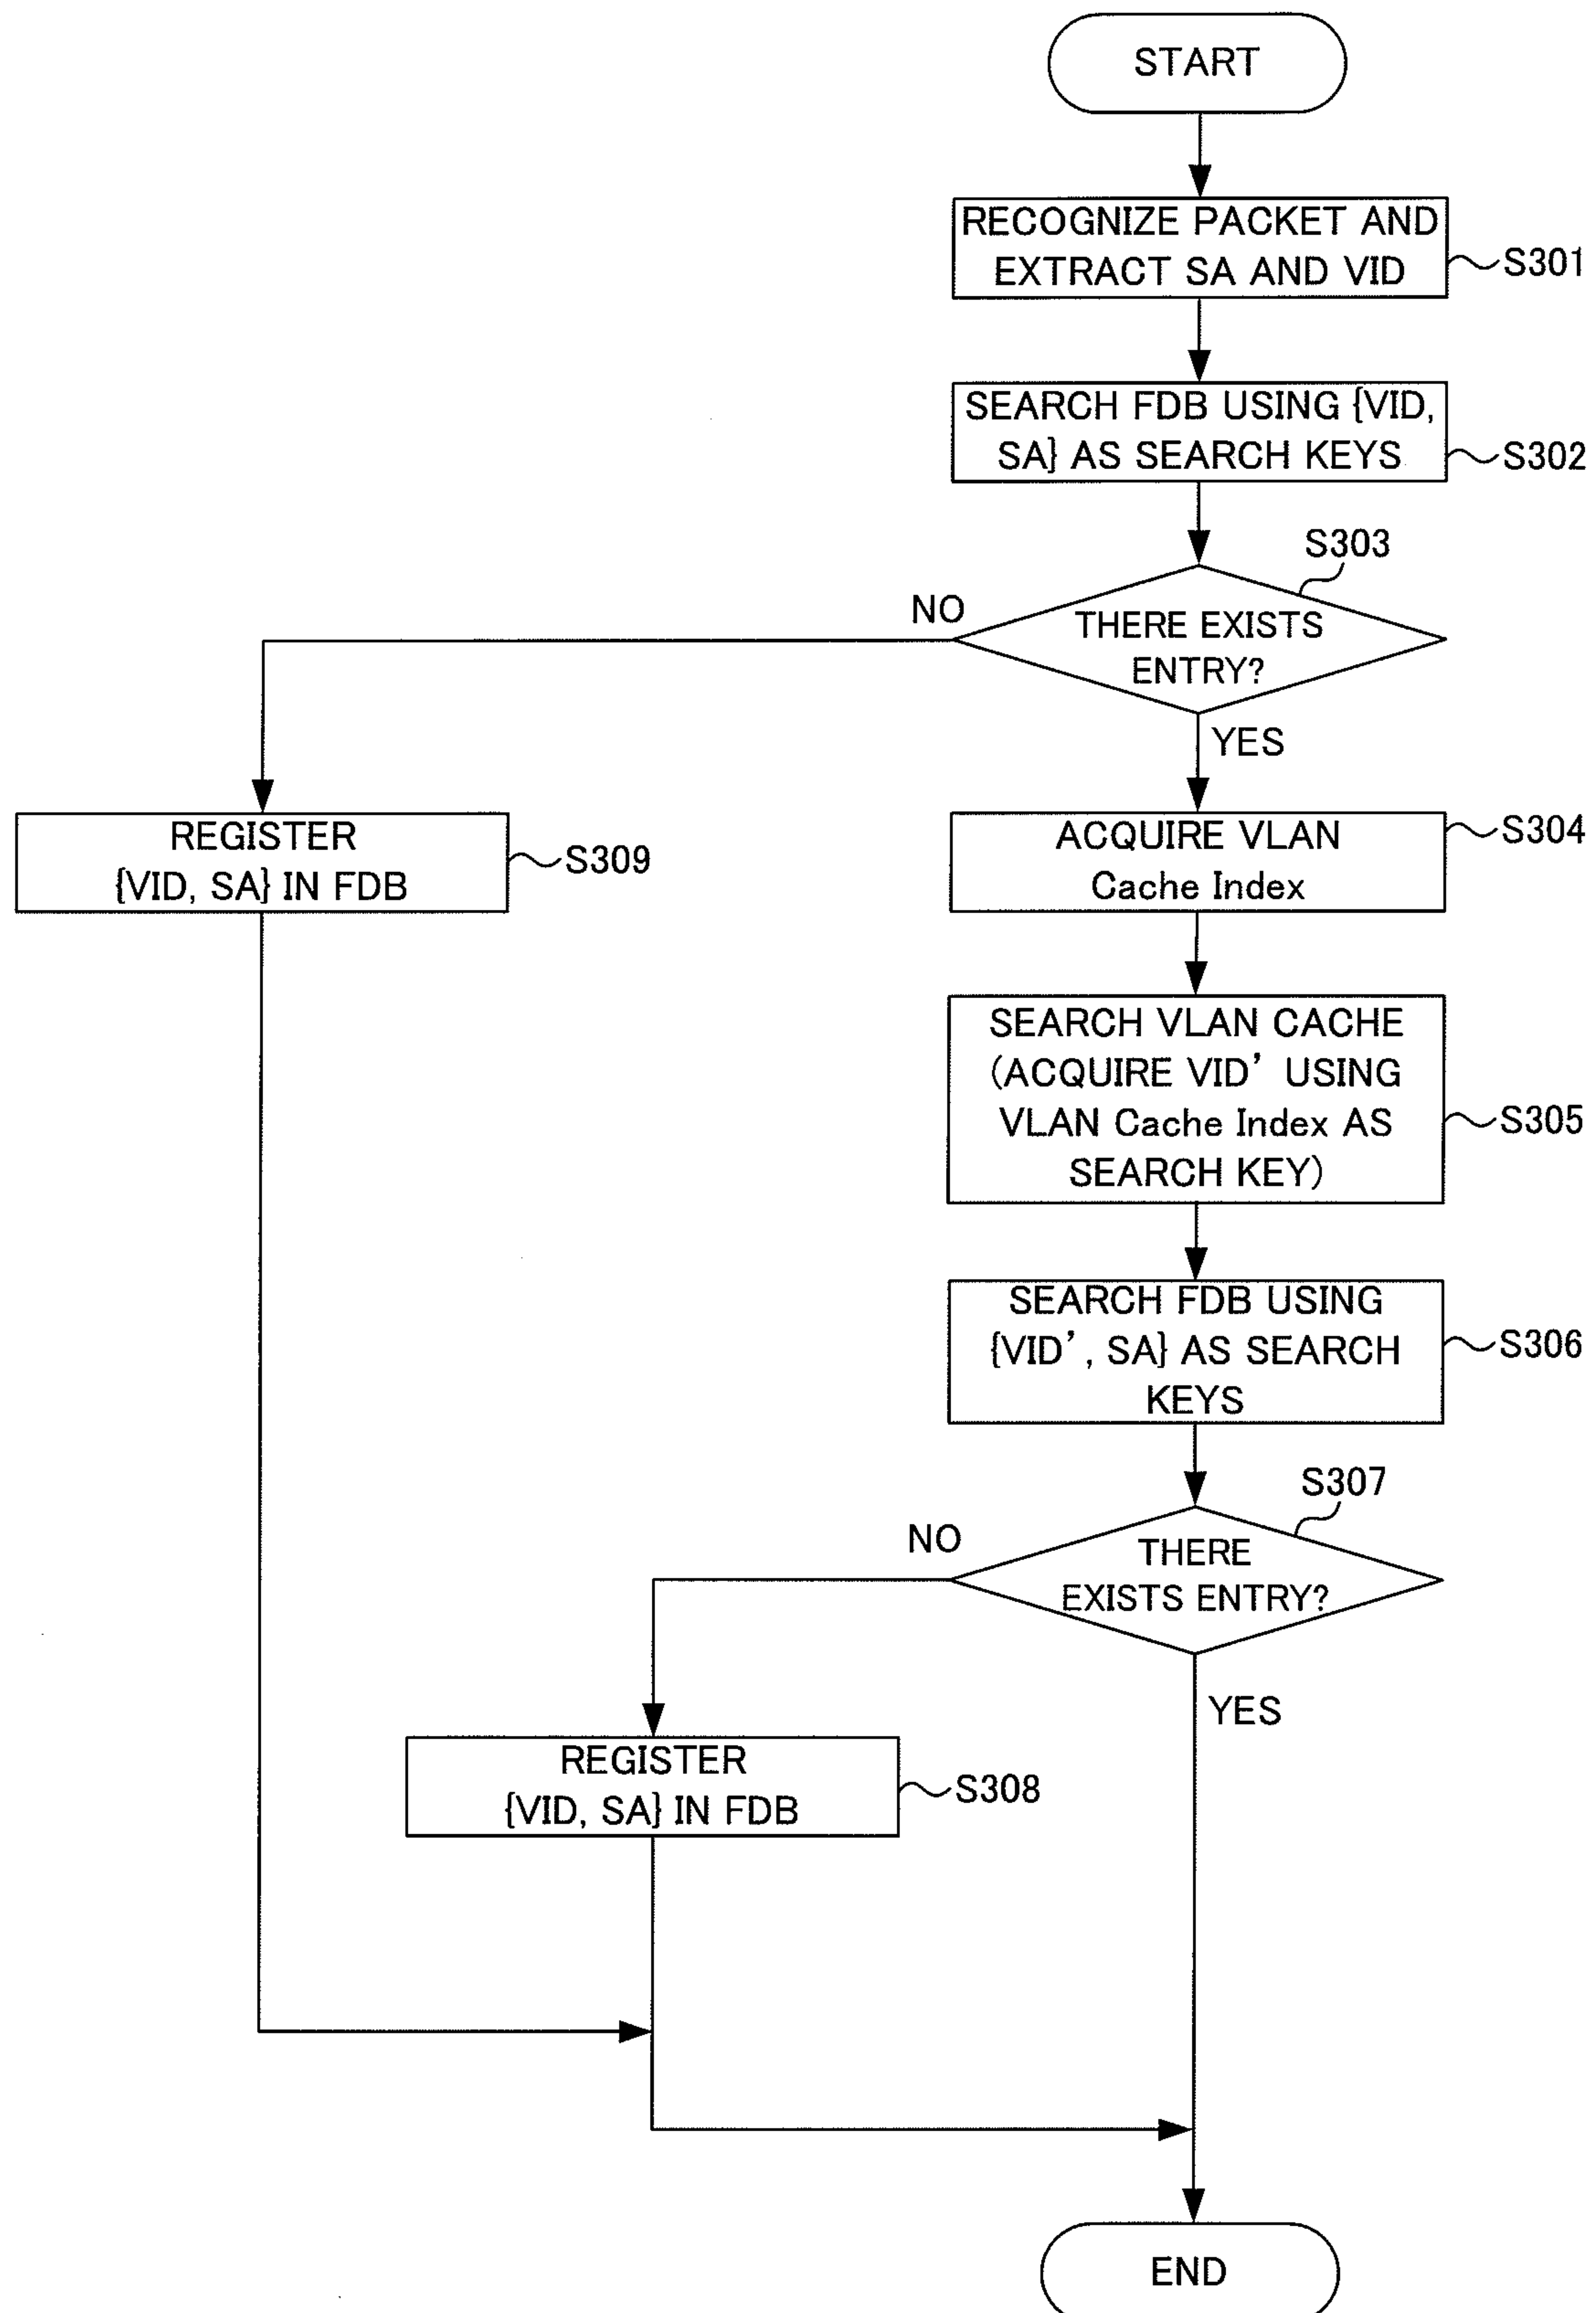 START
RECOGNIZE PACKET AND
EXTRACT SA AND VID
S301
SEARCH FDB USING {VID,
SA} AS SEARCH KEYS
S302
S303
THERE EXISTS
ENTRY?
NO
YES
REGISTER
{VID, SA} IN FDB
S309
ACQUIRE VLAN
Cache Index
S304
SEARCH VLAN CACHE
(ACQUIRE VID’ USING
VLAN Cache Index AS
SEARCH KEY)
S305
SEARCH FDB USING
{VID’, SA} AS SEARCH
KEYS
S306
S307
THERE
EXISTS ENTRY?
NO
YES
REGISTER
{VID, SA} IN FDB
S308
END